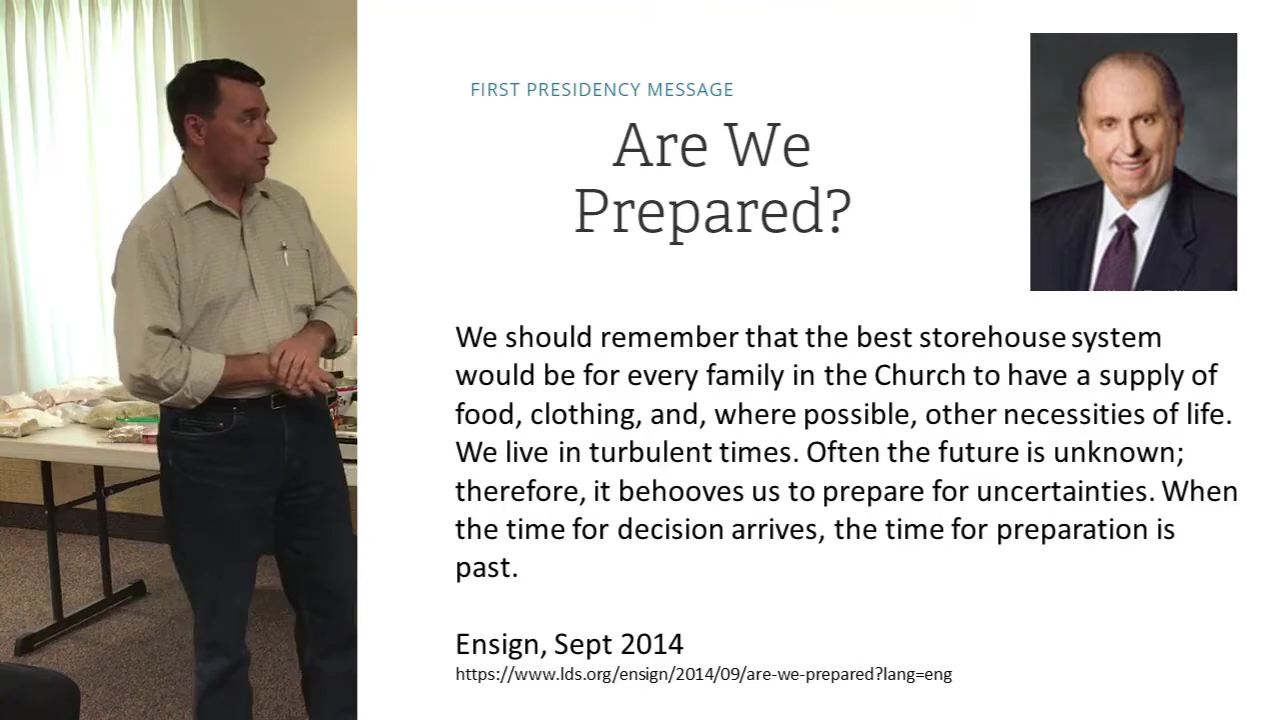 FIRST PRESIDENCY MESSAGE
Are We
Prepared?
We should remember that the best storehouse system
would be for every family in the Church to have a supply of
food, clothing, and, where possible, other necessities of life.
We live in turbulent times. Often the future is unknown;
therefore, it behooves us to prepare for uncertainties. When
the time for decision arrives, the time for preparation is
past.
Ensign, Sept 2014
https://www.lds.org/ensign/2014/09/are-we-prepared?lang=eng